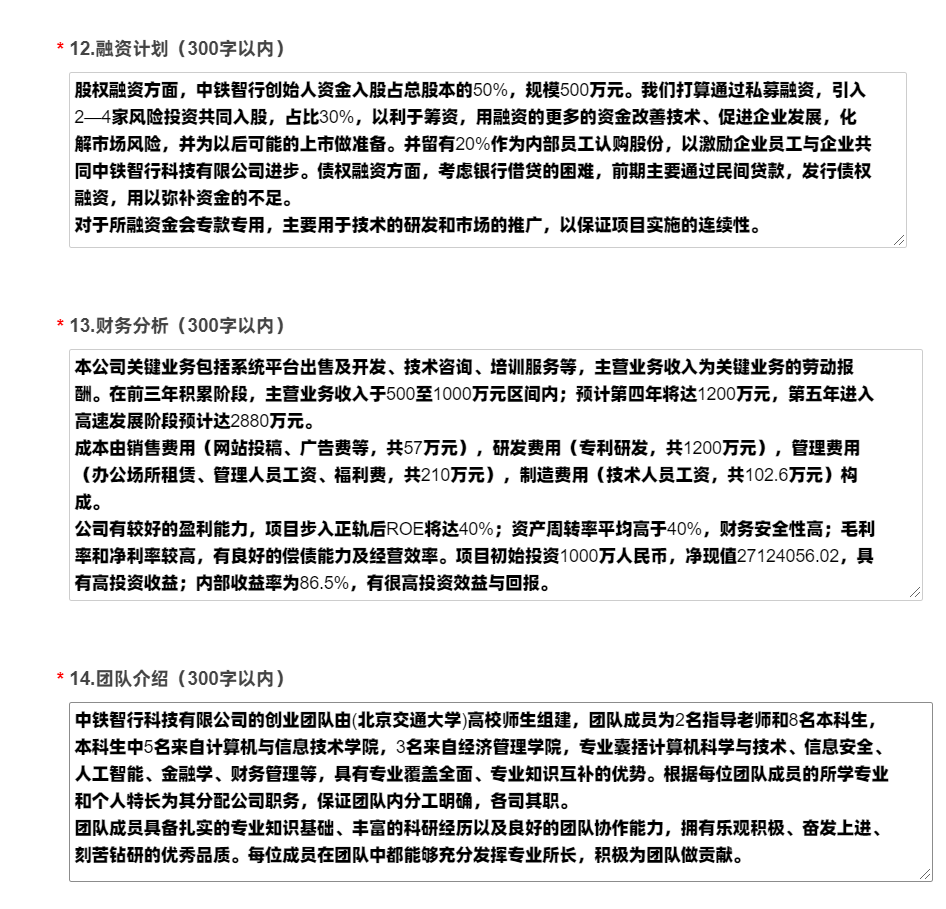 * 12.融资计划（300字以内）
股权融资方面，中铁智行创始人资金入股占总股本的50%，规模500万元。我们打算通过私募融资，引入
2—4家风险投资共同入股，占比30%，以利于筹资，用融资的更多的资金改善技术、促进企业发展，化
解市场风险，并为以后可能的上市做准备。并留有20%作为内部员工认购股份，以激励企业员工与企业共
同中铁智行科技有限公司进步。债权融资方面，考虑银行借贷的困难，前期主要通过民间贷款，发行债权
融资，用以弥补资金的不足。
对于所融资金会专款专用，主要用于技术的研发和市场的推广，以保证项目实施的连续性。
* 13.财务分析（300字以内）
本公司关键业务包括系统平台出售及开发、技术咨询、培训服务等，主营业务收入为关键业务的劳动报
酬。在前三年积累阶段，主营业务收入于500至1000万元区间内；预计第四年将达1200万元，第五年进入
高速发展阶段预计达2880万元。
成本由销售费用（网站投稿、广告费等，共57万元），研发费用（专利研发，共1200万元），管理费用
（办公场所租赁、管理人员工资、福利费，共210万元），制造费用（技术人员工资，共102.6万元）构
成。
公司有较好的盈利能力，项目步入正轨后ROE将达40%；资产周转率平均高于40%，财务安全性高；毛利
率和净利率较高，有良好的偿债能力及经营效率。项目初始投资1000万人民币，净现值27124056.02，具
有高投资收益；内部收益率为86.5%，有很高投资效益与回报。
* 14.团队介绍（300字以内）
中铁智行科技有限公司的创业团队由(北京交通大学)高校师生组建，团队成员为2名指导老师和8名本科生，
本科生中5名来自计算机与信息技术学院，3名来自经济管理学院，专业囊括计算机科学与技术、信息安全、
人工智能、金融学、财务管理等，具有专业覆盖全面、专业知识互补的优势。根据每位团队成员的所学专业
和个人特长为其分配公司职务，保证团队内分工明确，各司其职。
团队成员具备扎实的专业知识基础、丰富的科研经历以及良好的团队协作能力，拥有乐观积极、奋发上进、
刻苦钻研的优秀品质。每位成员在团队中都能够充分发挥专业所长，积极为团队做贡献。